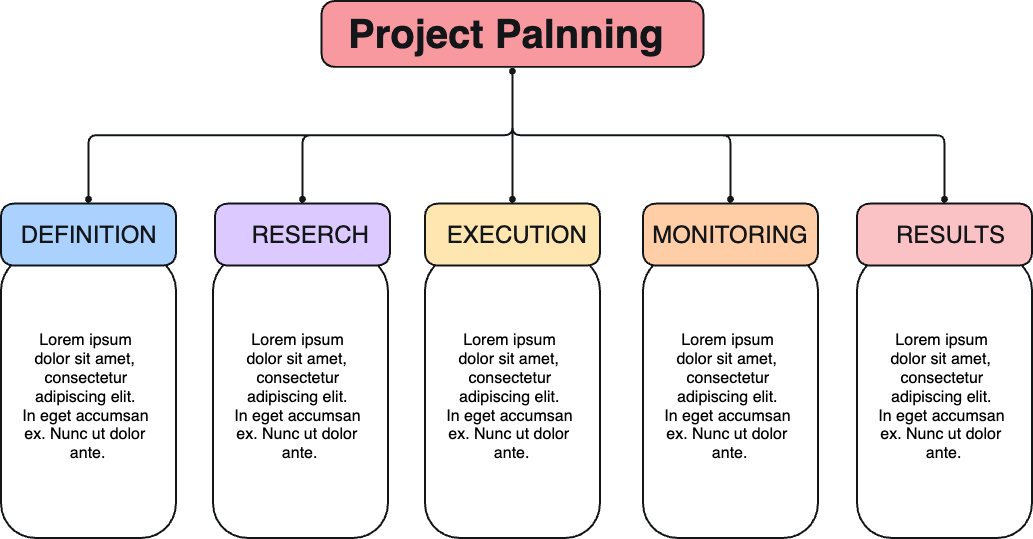 Project Palnning
DEFINITION
RESERCH
EXECUTION
MONITORING
RESULTS
Lorem ipsum
dolor sit amet,
consectetur
adipiscing elit.
In eget accumsan
ex. Nunc ut dolor
ante.
Lorem ipsum
dolor sit amet,
consectetur
adipiscing elit.
In eget accumsan
ex. Nunc ut dolor
ante.
Lorem ipsum
dolor sit amet,
consectetur
adipiscing elit.
In eget accumsan
ex. Nunc ut dolor
ante.
Lorem ipsum
dolor sit amet,
consectetur
adipiscing elit.
In eget accumsan
ex. Nunc ut dolor
ante.
Lorem ipsum
dolor sit amet,
consectetur
adipiscing elit.
In eget accumsan
ex. Nunc ut dolor
ante.